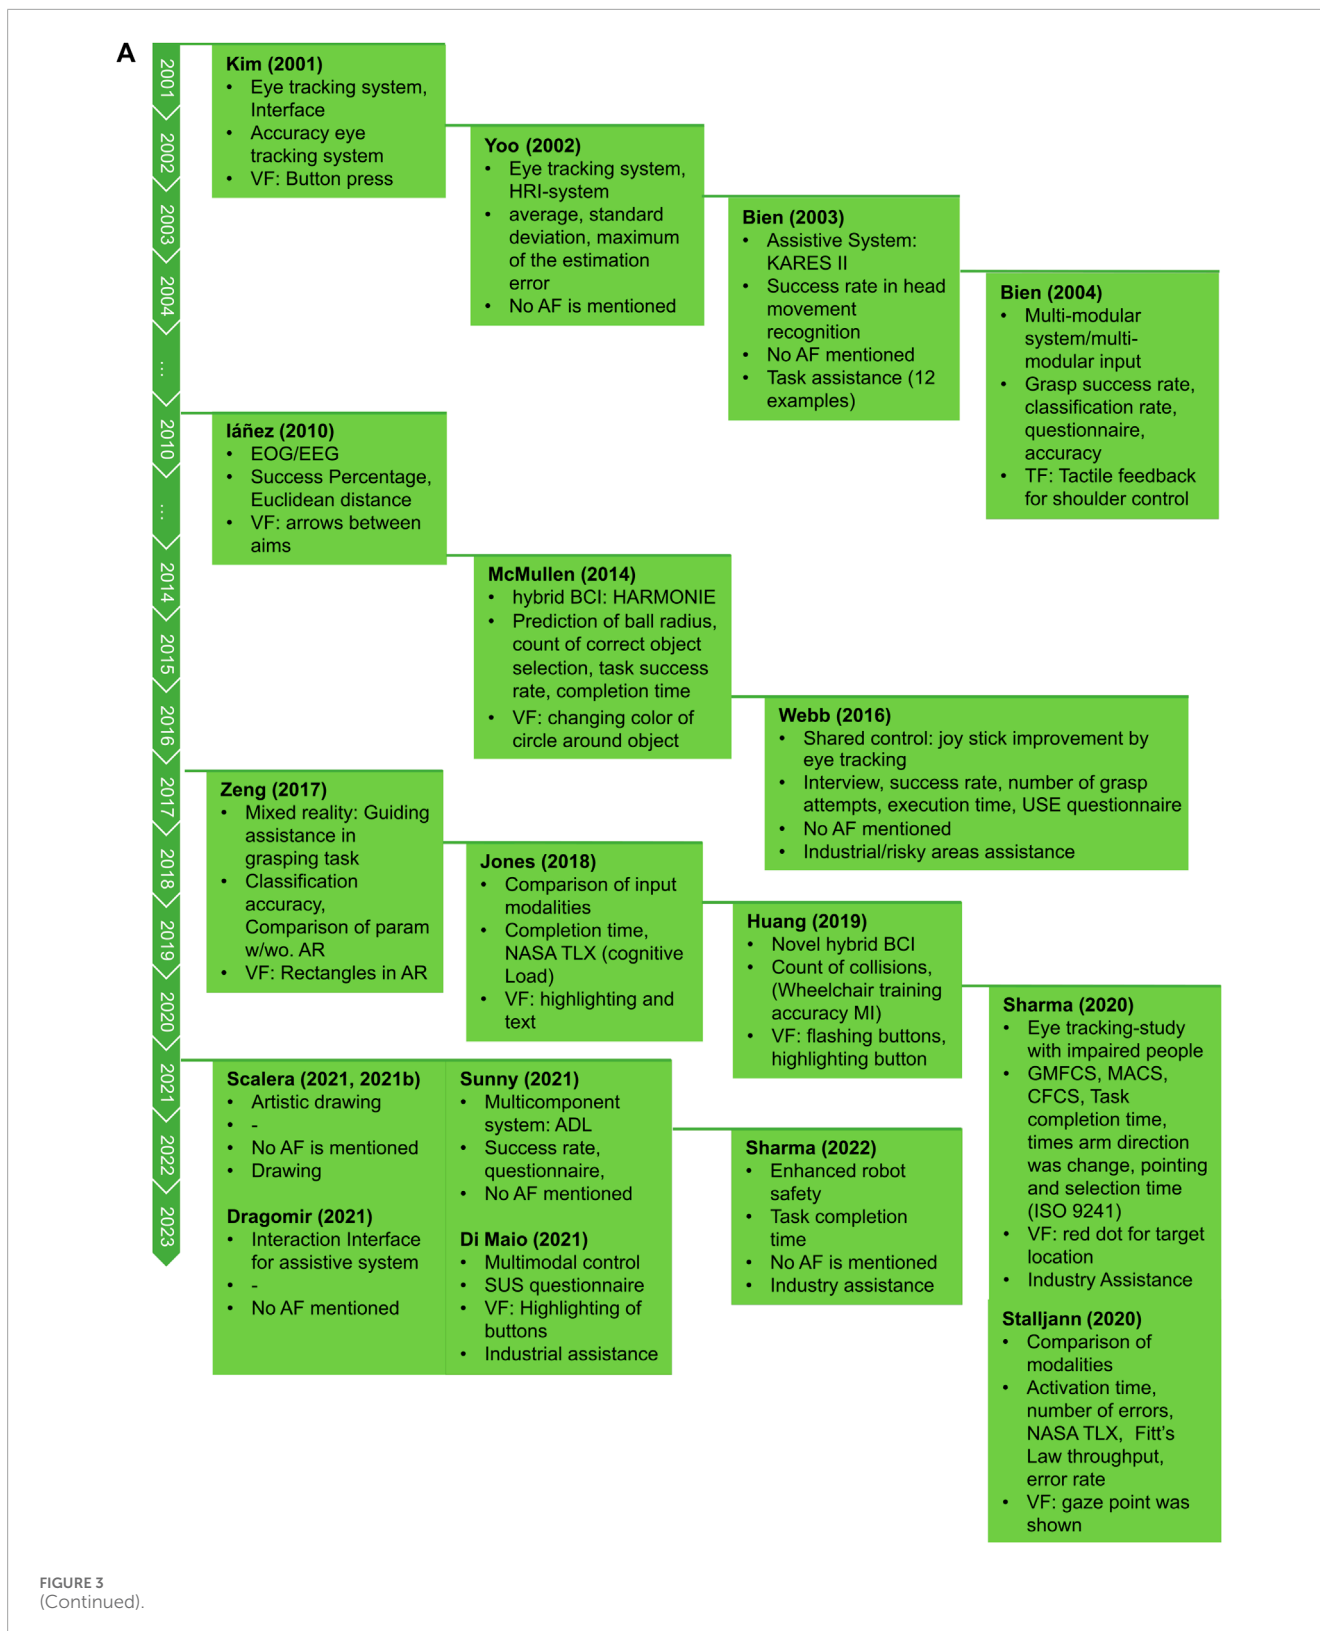 A
2001
2002
2003
2004
...
2010
...
2014
2015
2016
2017
2018
2019
2020
2021
2022
2023
Kim (2001)
• Eye tracking system,
Interface
• Accuracy eye
tracking system
• VF: Button press
Yoo (2002)
• Eye tracking system,
HRI-system
• average, standard
deviation, maximum
of the estimation
error
• No AF is mentioned
Bien (2003)
• Assistive System:
KARES II
• Success rate in head
movement
recognition
• No AF mentioned
• Task assistance (12
examples)
Bien (2004)
• Multi-modular
system/multi-
modular input
• Grasp success rate,
classification rate,
questionnaire,
accuracy
• TF: Tactile feedback
for shoulder control
Iáñez (2010)
• EOG/EEG
• Success Percentage,
Euclidean distance
• VF: arrows between
aims
McMullen (2014)
• hybrid BCI: HARMONIE
• Prediction of ball radius,
count of correct object
selection, task success
rate, completion time
• VF: changing color of
circle around object
Webb (2016)
• Shared control: joy stick improvement by
eye tracking
• Interview, success rate, number of grasp
attempts, execution time, USE questionnaire
• No AF mentioned
• Industrial/risky areas assistance
Zeng (2017)
• Mixed reality: Guiding
assistance in
grasping task
• Classification
accuracy,
Comparison of param
w/wo. AR
• VF: Rectangles in AR
Jones (2018)
• Comparison of input
modalities
• Completion time,
NASA TLX (cognitive
Load)
• VF: highlighting and
text
Huang (2019)
• Novel hybrid BCI
• Count of collisions,
(Wheelchair training
accuracy MI)
• VF: flashing buttons,
highlighting button
Sharma (2020)
• Eye tracking-study
with impaired people
• GMFCS, MACS,
CFCS, Task
completion time,
times arm direction
was change, pointing
and selection time
(ISO 9241)
• VF: red dot for target
location
• Industry Assistance
Stalljann (2020)
• Comparison of
modalities
• Activation time,
number of errors,
NASA TLX, Fitt's
Law throughput,
error rate
• VF: gaze point was
shown
Scalera (2021, 2021b)
• Artistic drawing
• -
• No AF is mentioned
• Drawing
Dragomir (2021)
• Interaction Interface
for assistive system
• -
• No AF mentioned
Sunny (2021)
• Multicomponent
system: ADL
• Success rate,
questionnaire,
• No AF mentioned
Di Maio (2021)
• Multimodal control
• SUS questionnaire
• VF: Highlighting of
buttons
• Industrial assistance
Sharma (2022)
• Enhanced robot
safety
• Task completion
time
• No AF is mentioned
• Industry assistance
FIGURE 3
(Continued).